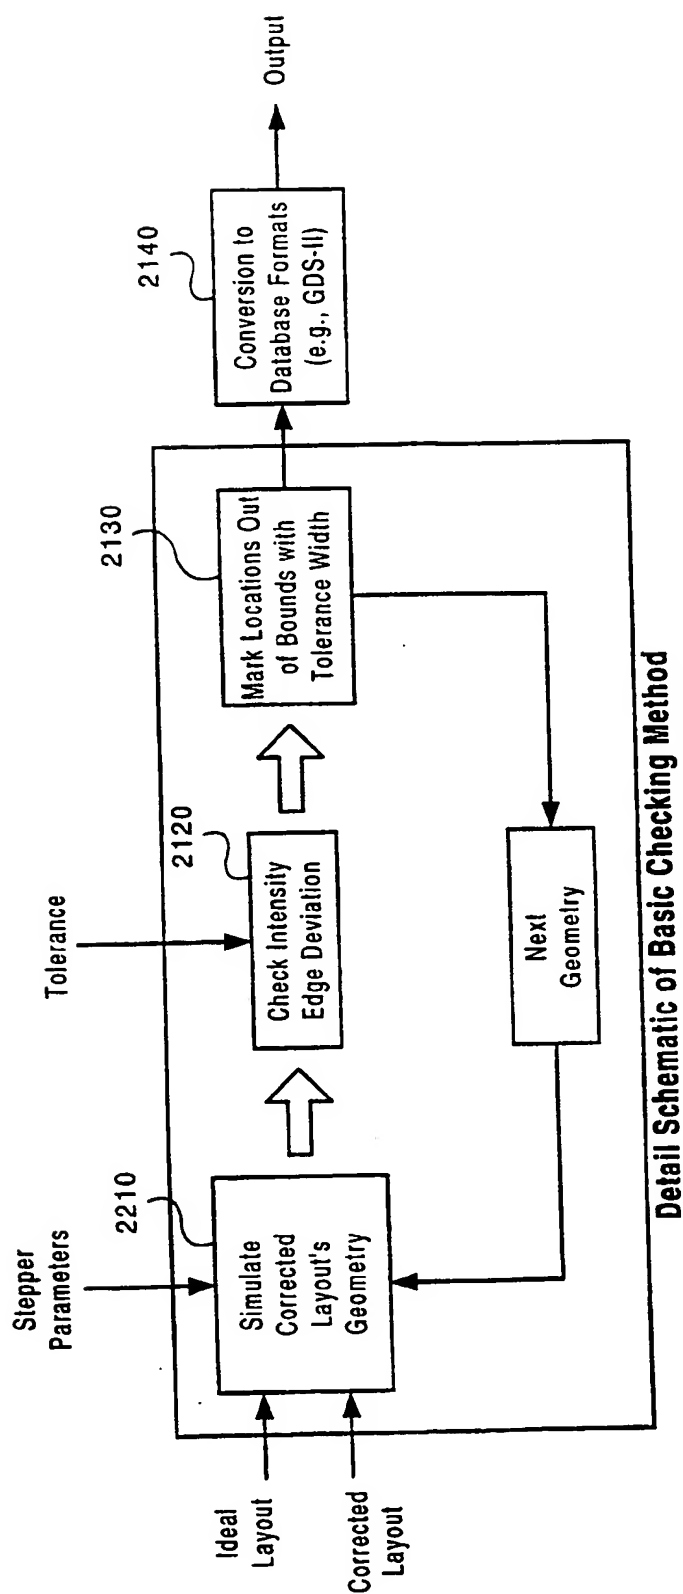 Stepper
Parameters
Tolerance
Ideal
Layout
Corrected
Layout
2210
Simulate
Corrected
Layout's
Geometry
2120
Check Intensity
Edge Deviation
2130
Mark Locations Out
of Bounds with
Tolerance Width
2140
Conversion to
Database Formats
(e.g., GDS-II)
Output
Next
Geometry
Detail Schematic of Basic Checking Method